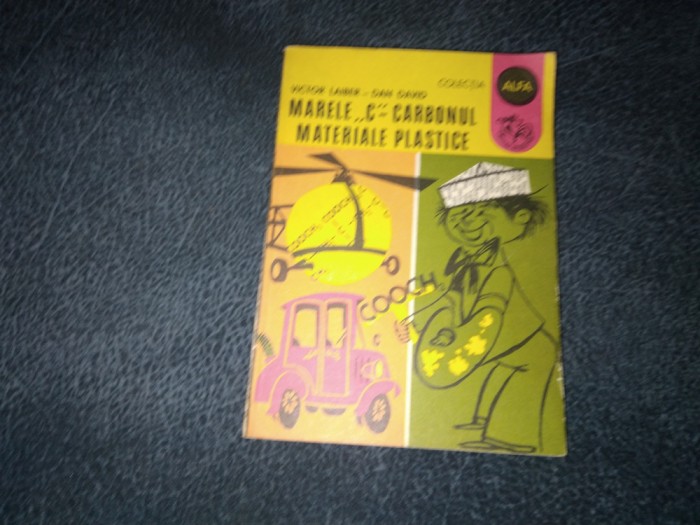 COLECȚIA
ALFA
VICTOR LAIBER - DAN DAVID
MARELE „C"- CARBONUL
MATERIALE PLASTICE
COOCH₃